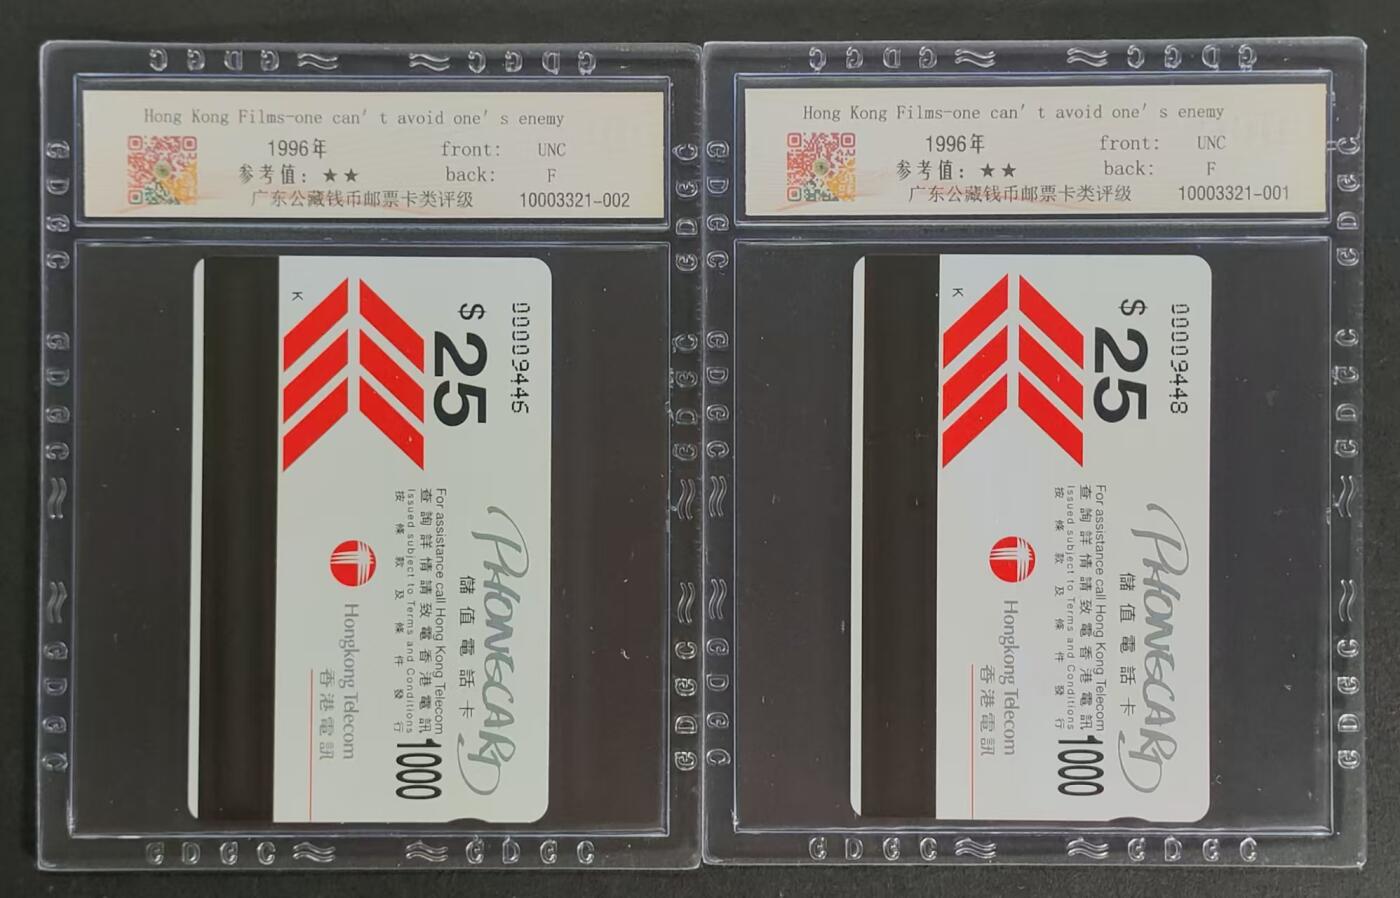 Hong Kong Films-one can't avoid one's enemy
1996年
front: UNC
参考值: ★★
back: F
广东公藏钱币邮票卡类评级
10003321-002
00009446
$25
K
PHONECARD
儲值電話卡
For assistance call Hong Kong Telecom
查詢詳情請致電香港電訊
Issued subject to Terms and Conditions
按條款及條件發行
1000
Hongkong Telecom
香港電訊
Hong Kong Films-one can't avoid one's enemy
1996年
front: UNC
参考值: ★★
back: F
广东公藏钱币邮票卡类评级
10003321-001
00009448
$25
K
PHONECARD
儲值電話卡
For assistance call Hong Kong Telecom
查詢詳情請致電香港電訊
Issued subject to Terms and Conditions
按條款及條件發行
1000
Hongkong Telecom
香港電訊
GDGC